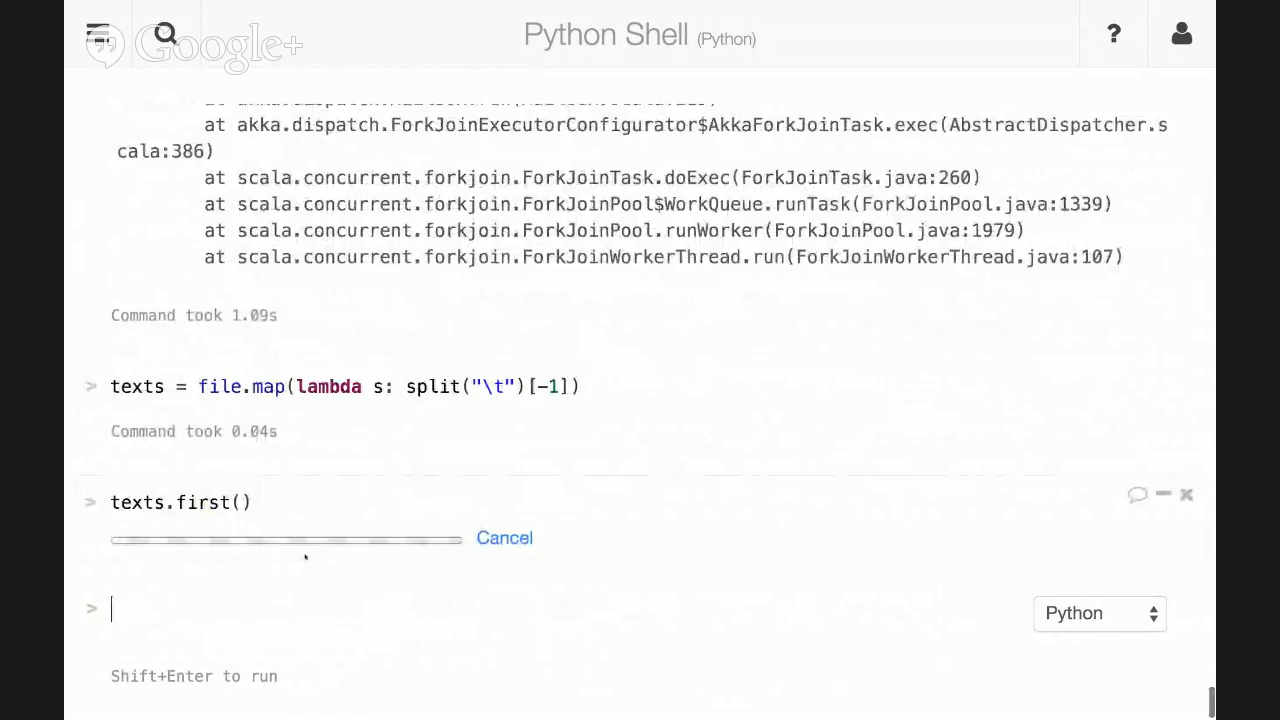 Google+
Python Shell (Python)
?
at akka.dispatch.ForkJoinExecutorConfigurator$AkkaForkJoinTask.exec(AbstractDispatcher.s
cala:386)
at scala.concurrent.forkjoin.ForkJoinTask.doExec(ForkJoinTask.java:260)
at scala.concurrent.forkjoin.ForkJoinPool$WorkQueue.runTask(ForkJoinPool.java:1339)
at scala.concurrent.forkjoin.ForkJoinPool.runWorker(ForkJoinPool.java:1979)
at scala.concurrent.forkjoin.ForkJoinWorkerThread.run(ForkJoinWorkerThread.java:107)
Command took 1.09s
> texts = file.map(lambda s: split("\t")[-1])
Command took 0.04s
> texts.first()
Cancel
>
Python
Shift+Enter to run